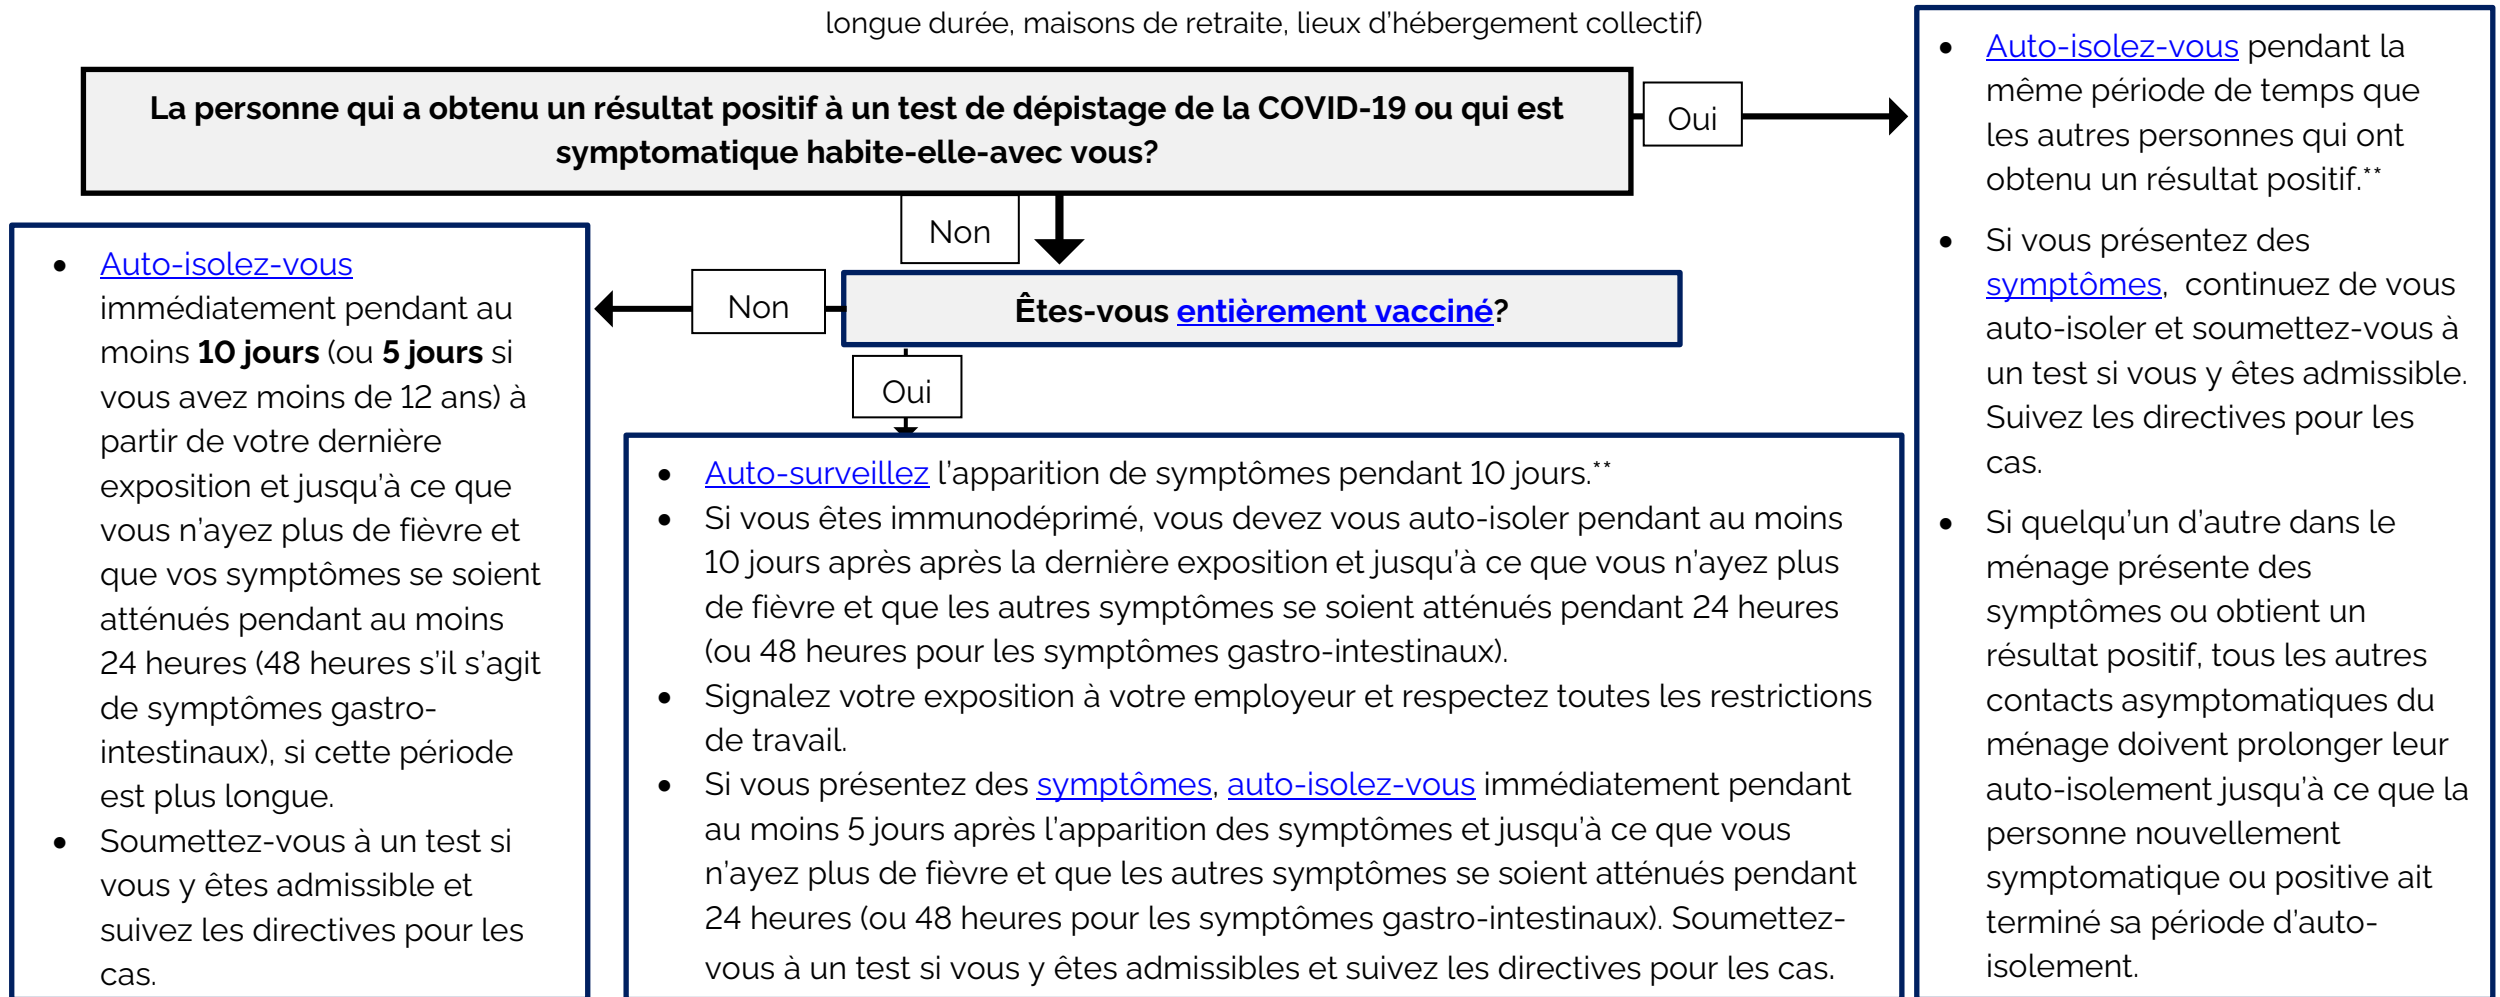 longue durée, maisons de retraite, lieux d'hébergement collectif)
La personne qui a obtenu un résultat positif à un test de dépistage de la COVID-19 ou qui est
symptomatique habite-elle-avec vous?
Oui
Non
Êtes-vous entièrement vacciné?
Non
Oui
• Auto-isolez-vous
immédiatement pendant au
moins 10 jours (ou 5 jours si
vous avez moins de 12 ans) à
partir de votre dernière
exposition et jusqu'à ce que
vous n'ayez plus de fièvre et
que vos symptômes se soient
atténués pendant au moins
24 heures (48 heures s'il s'agit
de symptômes gastro-
intestinaux), si cette période
est plus longue.
• Soumettez-vous à un test si
vous y êtes admissible et
suivez les directives pour les
cas.
• Auto-surveillez l'apparition de symptômes pendant 10 jours.**
• Si vous êtes immunodéprimé, vous devez vous auto-isoler pendant au moins
10 jours après après la dernière exposition et jusqu'à ce que vous n'ayez plus
de fièvre et que les autres symptômes se soient atténués pendant 24 heures
(ou 48 heures pour les symptômes gastro-intestinaux).
• Signalez votre exposition à votre employeur et respectez toutes les restrictions
de travail.
• Si vous présentez des symptômes, auto-isolez-vous immédiatement pendant
au moins 5 jours après l'apparition des symptômes et jusqu'à ce que vous
n'ayez plus de fièvre et que les autres symptômes se soient atténués pendant
24 heures (ou 48 heures pour les symptômes gastro-intestinaux). Soumettez-
vous à un test si vous y êtes admissibles et suivez les directives pour les cas.
• Auto-isolez-vous pendant la
même période de temps que
les autres personnes qui ont
obtenu un résultat positif.**
• Si vous présentez des
symptômes, continuez de vous
auto-isoler et soumettez-vous à
un test si vous y êtes admissible.
Suivez les directives pour les
cas.
• Si quelqu'un d'autre dans le
ménage présente des
symptômes ou obtient un
résultat positif, tous les autres
contacts asymptomatiques du
ménage doivent prolonger leur
auto-isolement jusqu'à ce que la
personne nouvellement
symptomatique ou positive ait
terminé sa période d'auto-
isolement.